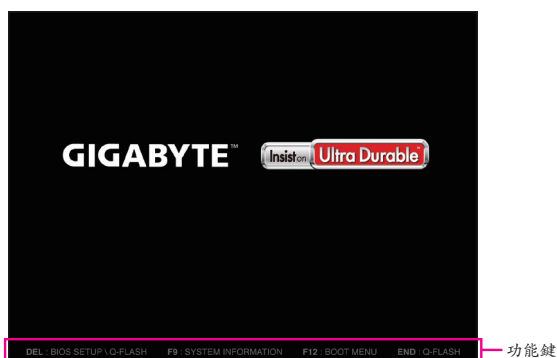 GIGABYTE™
Insist on Ultra Durable™
DEL : BIOS SETUP \ Q-FLASH F9 : SYSTEM INFORMATION F12 : BOOT MENU END : Q-FLASH
功能鍵